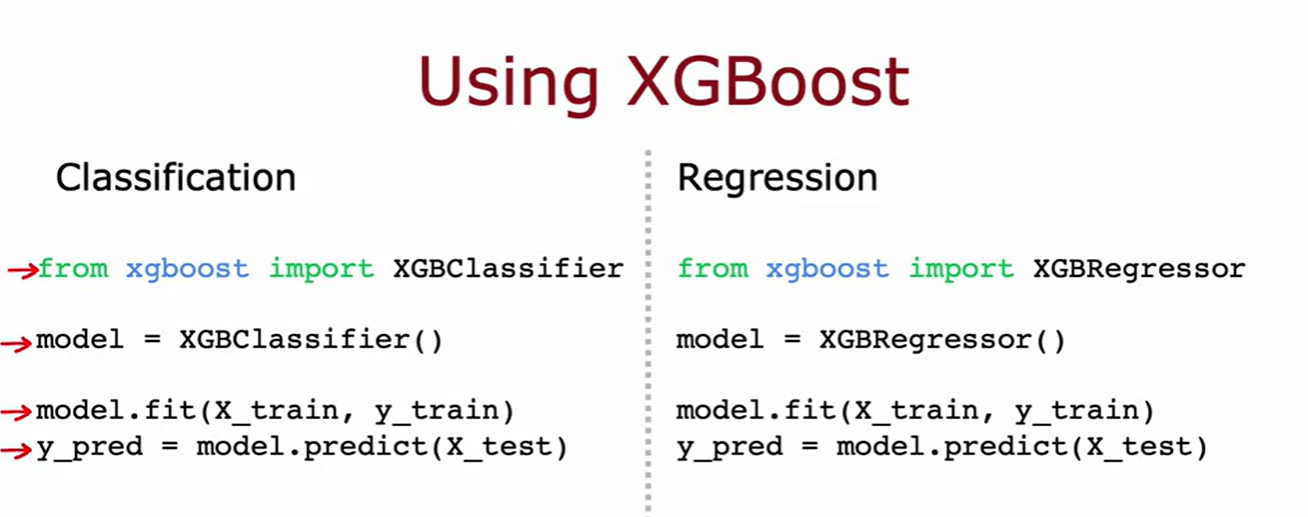 Using XGBoost
Classification
from xgboost import XGBClassifier
model = XGBClassifier()
model.fit(X_train, y_train)
y_pred = model.predict(X_test)
Regression
from xgboost import XGBRegressor
model = XGBRegressor()
model.fit(X_train, y_train)
y_pred = model.predict(X_test)